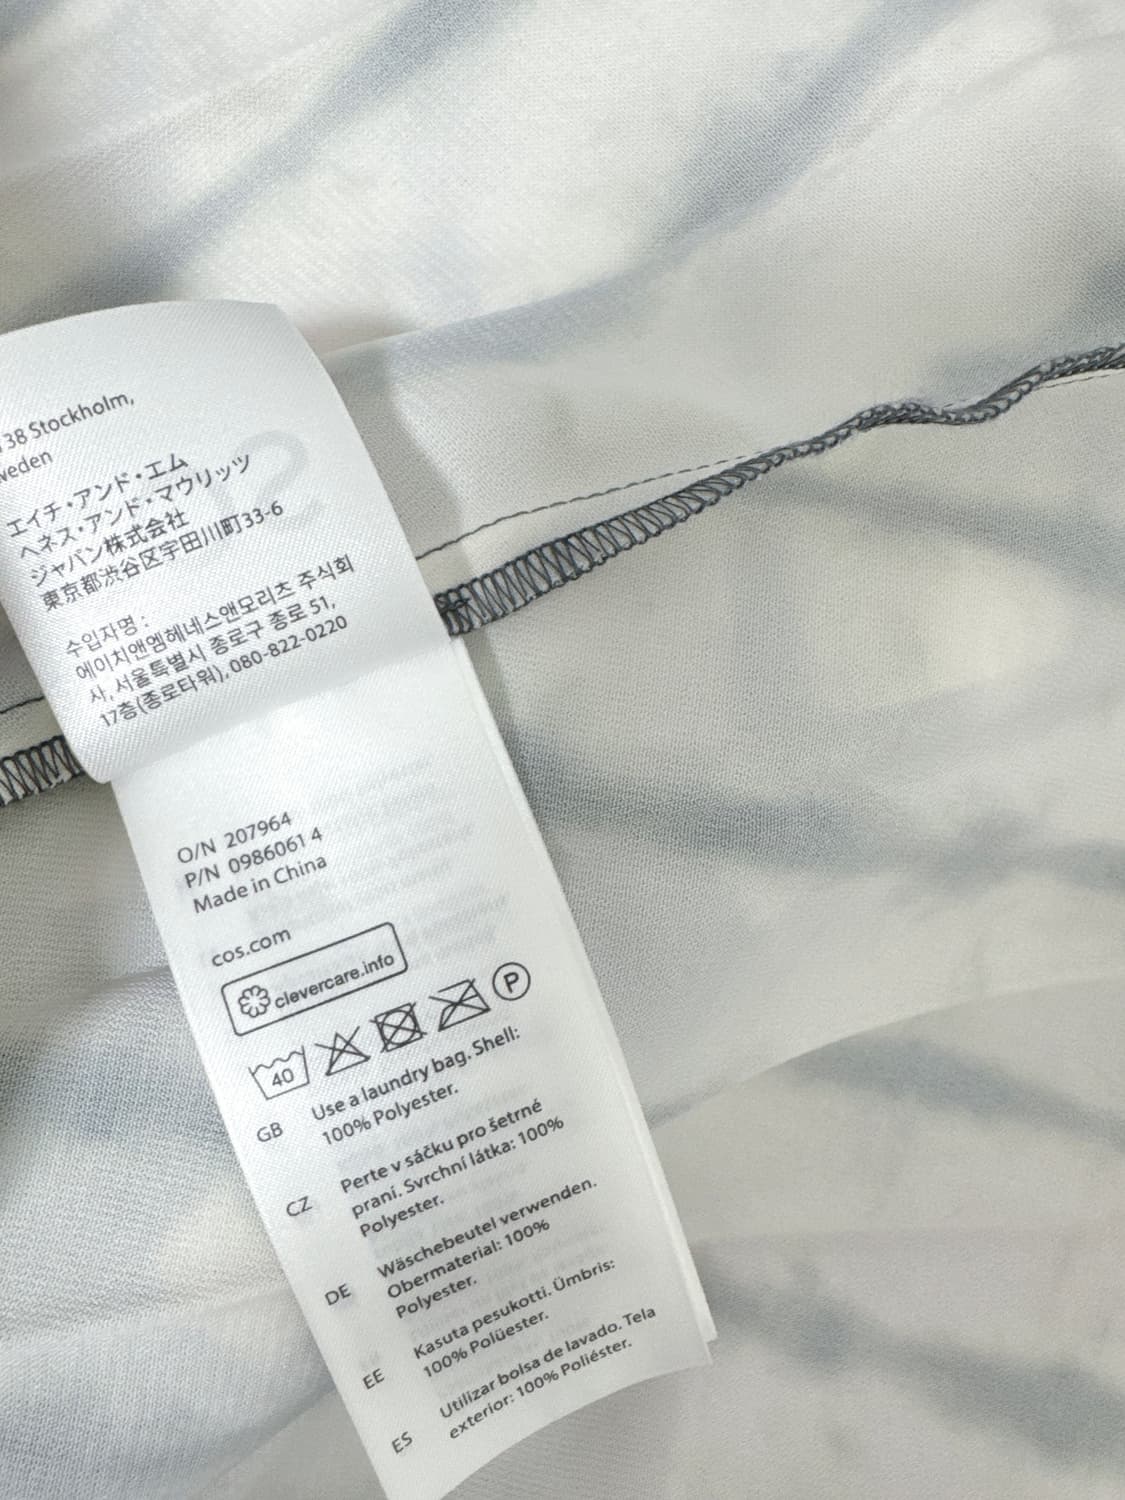 38 Stockholm,
weden
エイチ・アンド・エム
ヘネス・アンド・マウリッツ
ジャパン株式会社
東京都渋谷区宇田川町33-6
수입자명 :
에이치앤엠헤네스앤모리츠 주식회
사, 서울특별시 종로구 종로 51,
17층(종로타워), 080-822-0220
O/N 207964
P/N 0986061 4
Made in China
cos.com
clevercare.info
40 P
GB Use a laundry bag. Shell:
100% Polyester.
CZ Perte v sáčku pro šetrné
praní. Svrchní látka: 100%
Polyester.
DE Wäschebeutel verwenden.
Obermaterial: 100%
Polyester.
EE Kasuta pesukotti. Ümbris:
100% Polüester.
ES Utilizar bolsa de lavado. Tela
exterior: 100% Poliéster.